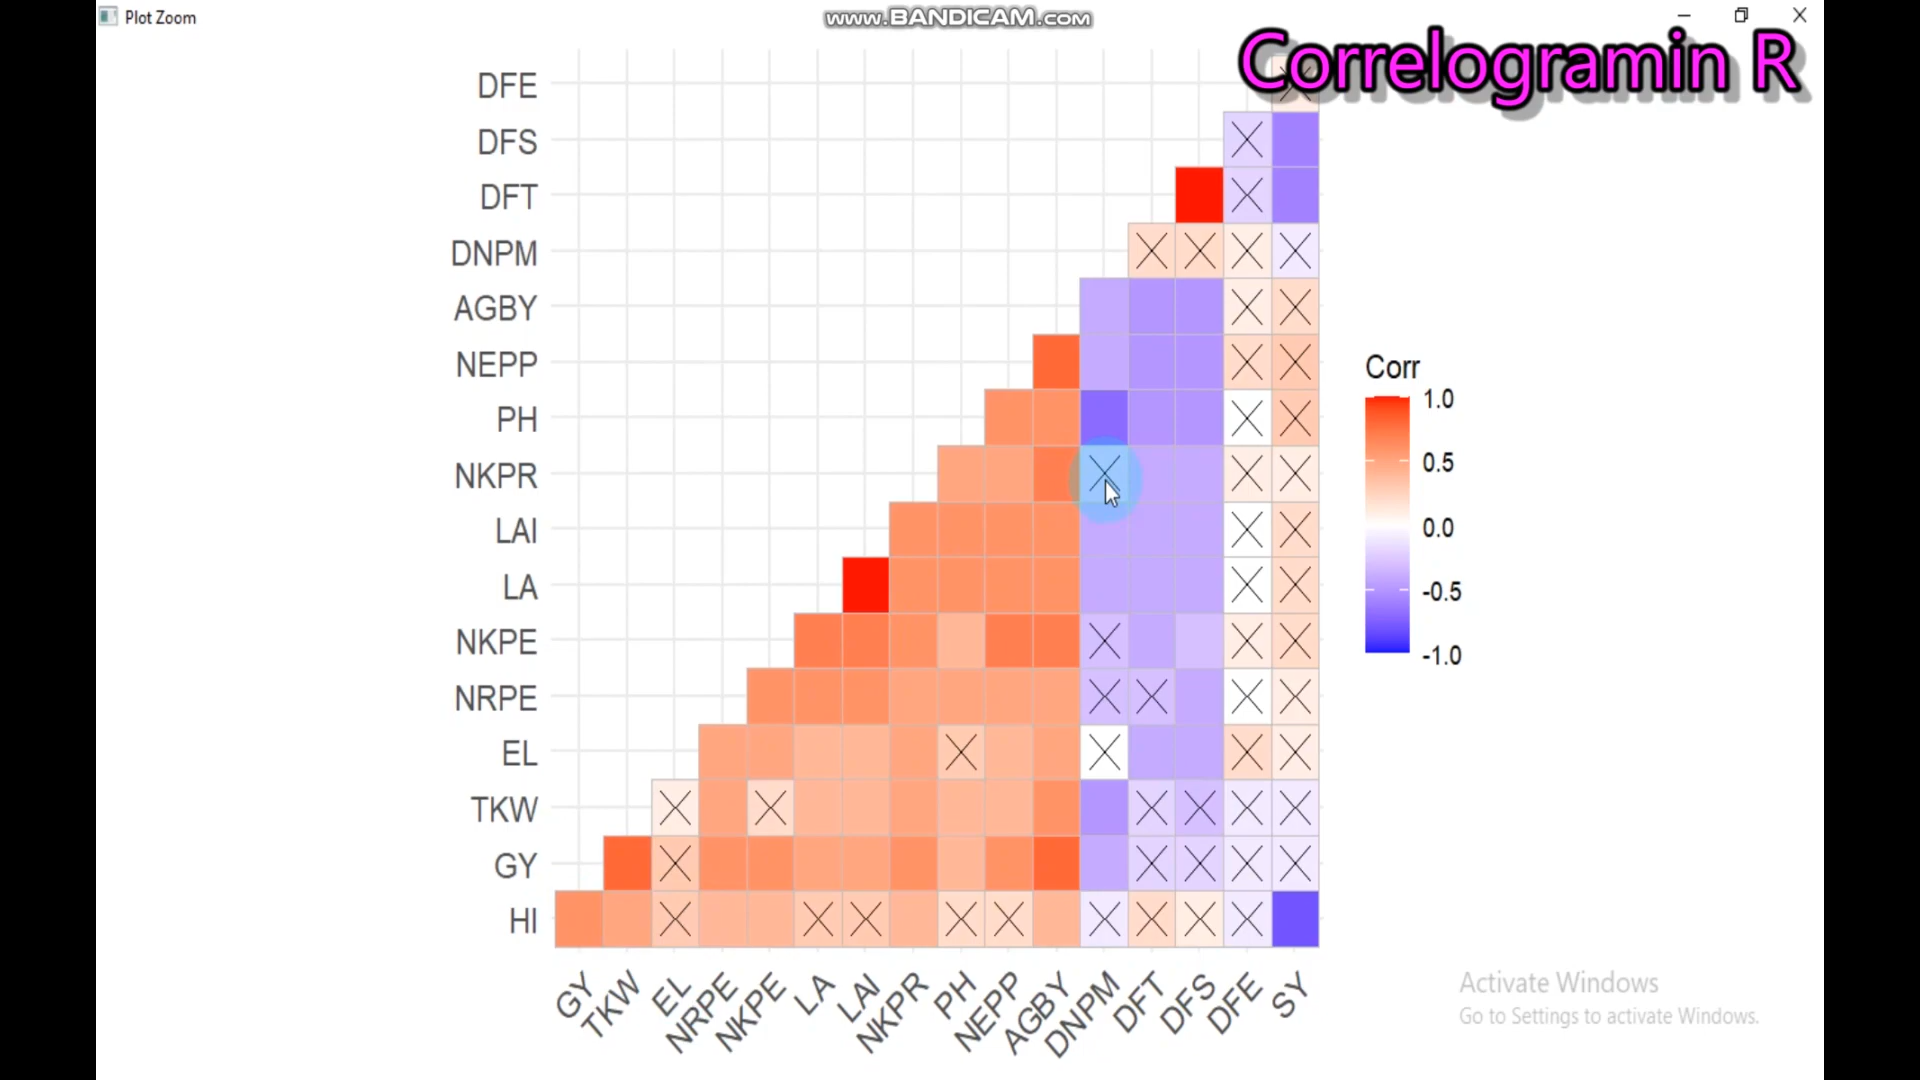 Plot Zoom
www.BANDICAM.com
Correlogramin R
DFE
DFS
DFT
DNPM
AGBY
NEPP
PH
NKPR
LAI
LA
NKPE
NRPE
EL
TKW
GY
HI
Corr
1.0
0.5
0.0
-0.5
-1.0
GY TKW EL NRPE NKPE LA LAI NKPR PH NEPP AGBY DNPM DFT DFS DFE SY
Activate Windows
Go to Settings to activate Windows.